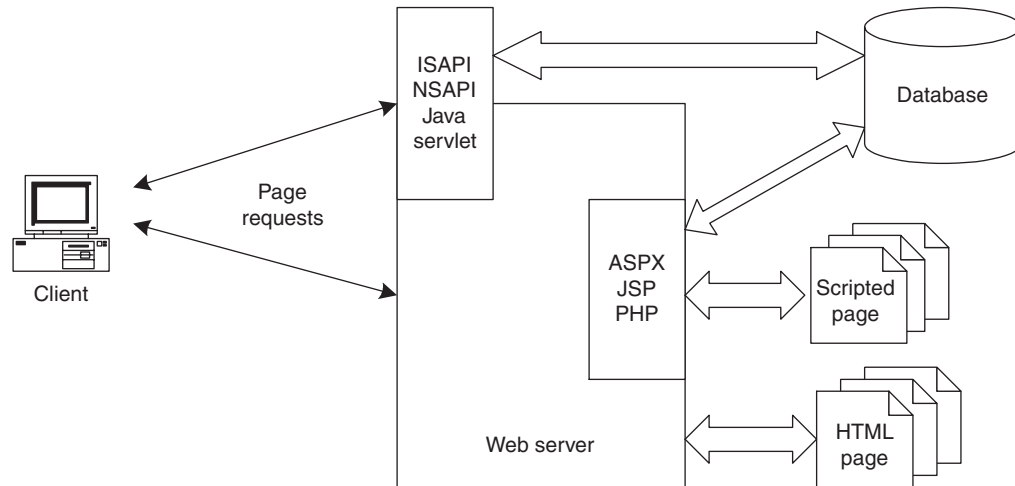 ISAPI
NSAPI
Java
servlet
Database
Page
requests
Client
ASPX
JSP
PHP
Scripted
page
Web server
HTML
page